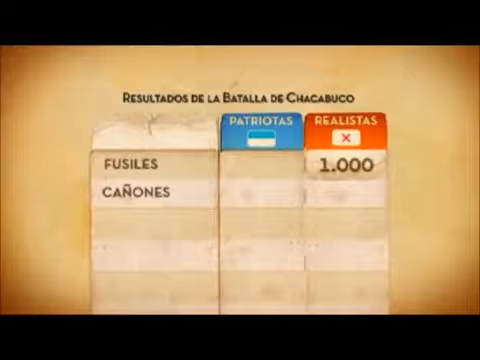 RESULTADOS DE LA BATALLA DE CHACABUCO
PATRIOTAS REALISTAS
FUSILES 1.000
CAÑONES